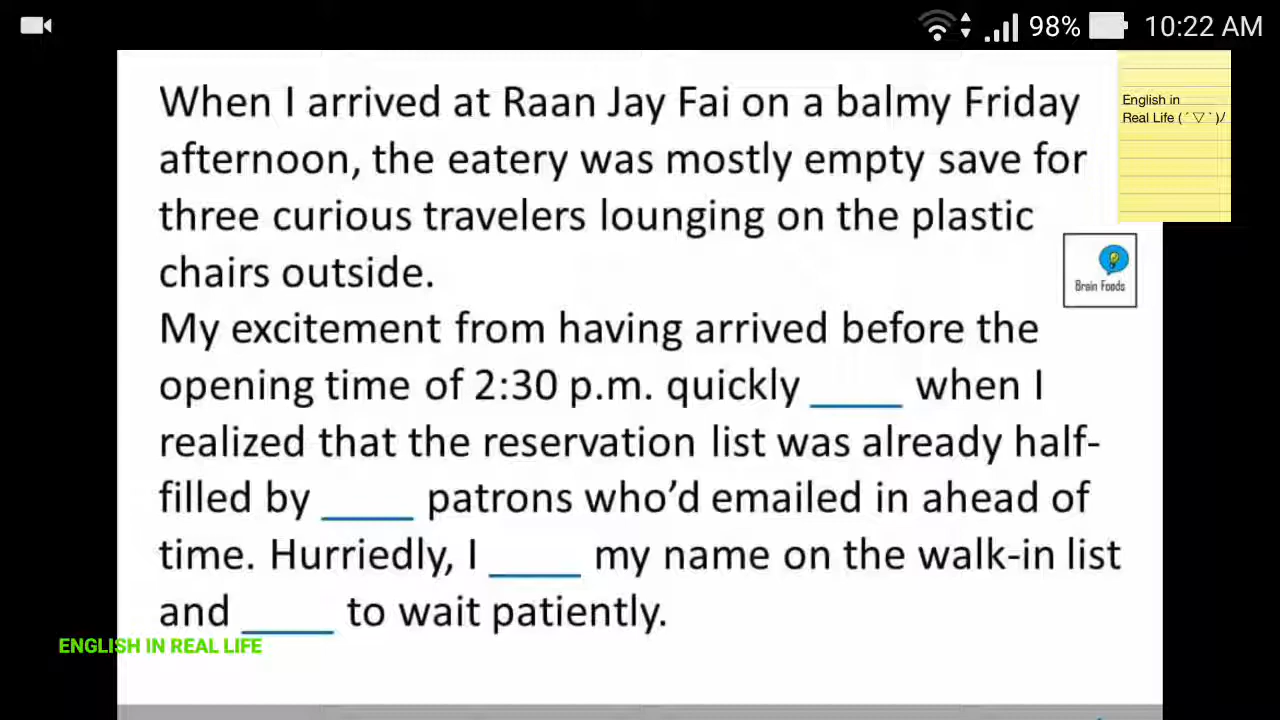 98% 10:22 AM
When I arrived at Raan Jay Fai on a balmy Friday
afternoon, the eatery was mostly empty save for
three curious travelers lounging on the plastic
chairs outside.
My excitement from having arrived before the
opening time of 2:30 p.m. quickly ____ when I
realized that the reservation list was already half-
filled by ____ patrons who’d emailed in ahead of
time. Hurriedly, I ____ my name on the walk-in list
and ____ to wait patiently.
English in
Real Life (´▽`)/
Brain Foods
ENGLISH IN REAL LIFE